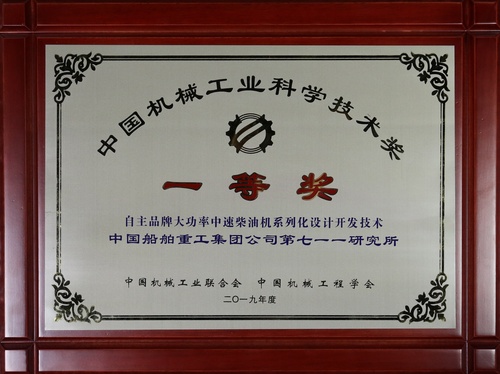 中国机械工业科学技术奖
一等奖
自主品牌大功率中速柴油机系列化设计开发技术
中国船舶重工集团公司第七一一研究所
中国机械工业联合会 中国机械工程学会
二〇一九年度